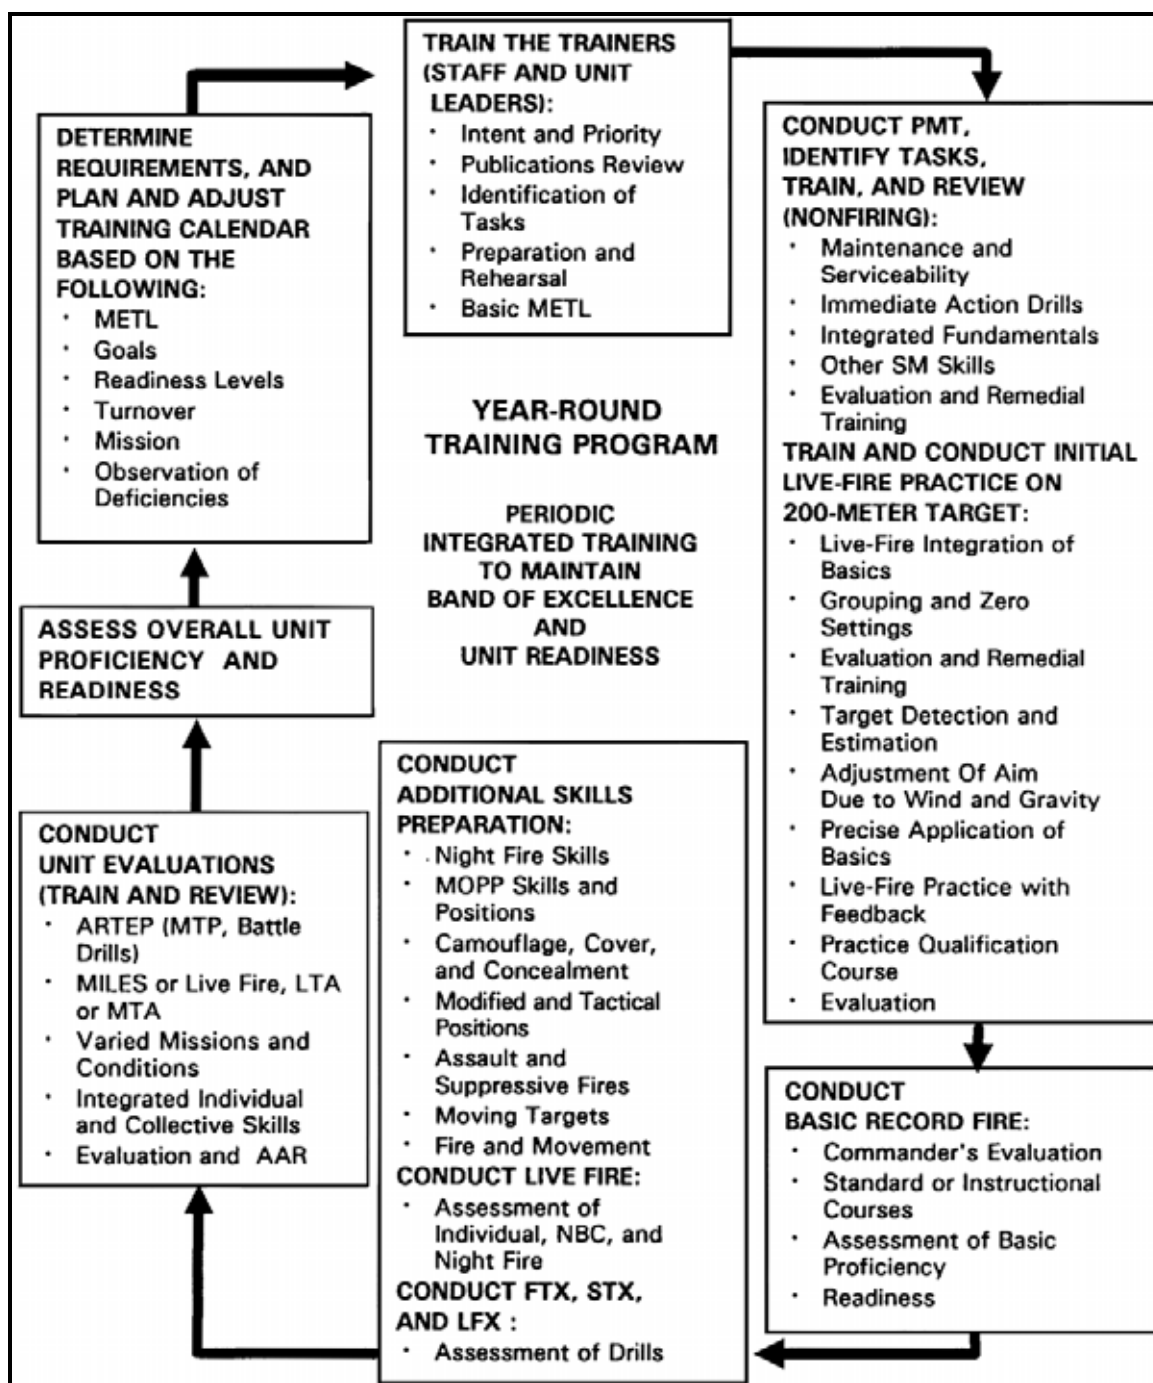 TRAIN THE TRAINERS
(STAFF AND UNIT
LEADERS):
· Intent and Priority
· Publications Review
· Identification of
Tasks
· Preparation and
Rehearsal
· Basic METL
DETERMINE
REQUIREMENTS, AND
PLAN AND ADJUST
TRAINING CALENDAR
BASED ON THE
FOLLOWING:
· METL
· Goals
· Readiness Levels
· Turnover
· Mission
· Observation of
Deficiencies
CONDUCT PMT,
IDENTIFY TASKS,
TRAIN, AND REVIEW
(NONFIRING):
· Maintenance and
Serviceability
· Immediate Action Drills
· Integrated Fundamentals
· Other SM Skills
· Evaluation and Remedial
Training
TRAIN AND CONDUCT INITIAL
LIVE-FIRE PRACTICE ON
200-METER TARGET:
· Live-Fire Integration of
Basics
· Grouping and Zero
Settings
· Evaluation and Remedial
Training
· Target Detection and
Estimation
· Adjustment Of Aim
Due to Wind and Gravity
· Precise Application of
Basics
· Live-Fire Practice with
Feedback
· Practice Qualification
Course
· Evaluation
YEAR-ROUND
TRAINING PROGRAM
PERIODIC
INTEGRATED TRAINING
TO MAINTAIN
BAND OF EXCELLENCE
AND
UNIT READINESS
ASSESS OVERALL UNIT
PROFICIENCY AND
READINESS
CONDUCT
UNIT EVALUATIONS
(TRAIN AND REVIEW):
· ARTEP (MTP, Battle
Drills)
· MILES or Live Fire, LTA
or MTA
· Varied Missions and
Conditions
· Integrated Individual
and Collective Skills
· Evaluation and AAR
CONDUCT
ADDITIONAL SKILLS
PREPARATION:
· Night Fire Skills
· MOPP Skills and
Positions
· Camouflage, Cover,
and Concealment
· Modified and Tactical
Positions
· Assault and
Suppressive Fires
· Moving Targets
· Fire and Movement
CONDUCT LIVE FIRE:
· Assessment of
Individual, NBC, and
Night Fire
CONDUCT FTX, STX,
AND LFX :
· Assessment of Drills
CONDUCT
BASIC RECORD FIRE:
· Commander's Evaluation
· Standard or Instructional
Courses
· Assessment of Basic
Proficiency
· Readiness